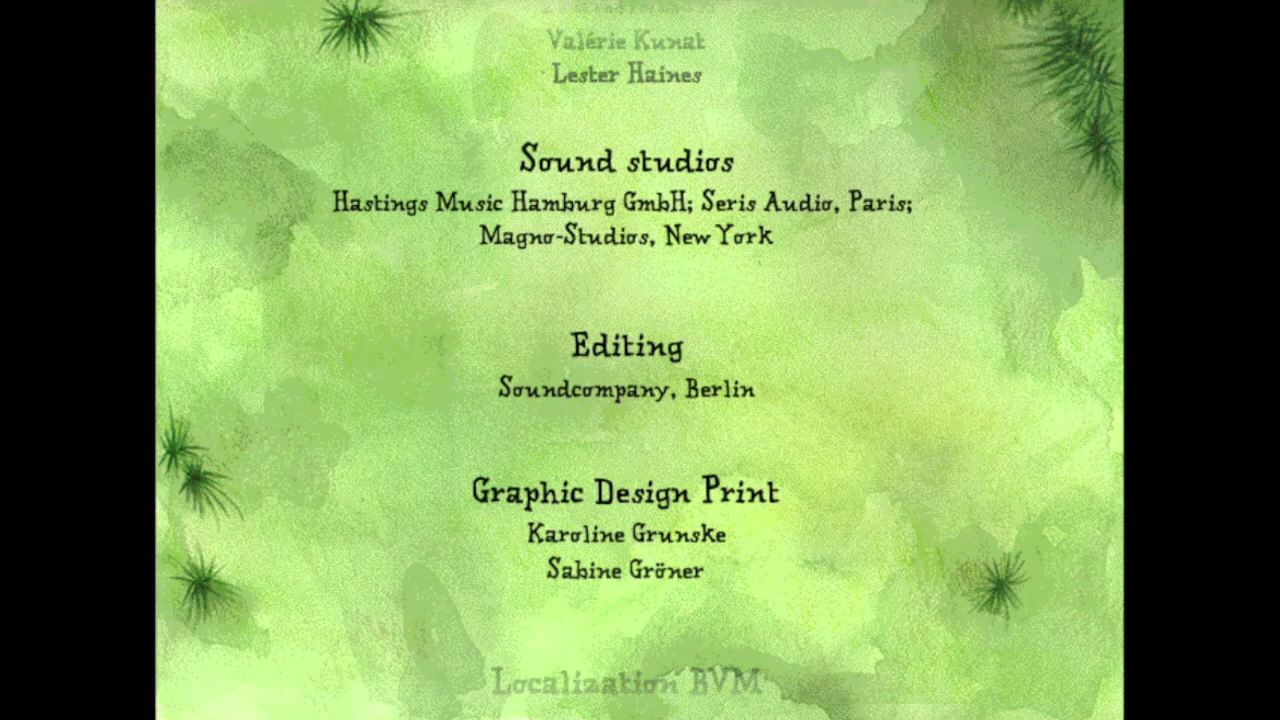 Valérie Kunat
Lester Haines
Sound studios
Hastings Music Hamburg GmbH; Seris Audio, Paris;
Magno-Studios, New York
Editing
Soundcompany, Berlin
Graphic Design Print
Karoline Grunske
Sabine Gröner
Localization BVM